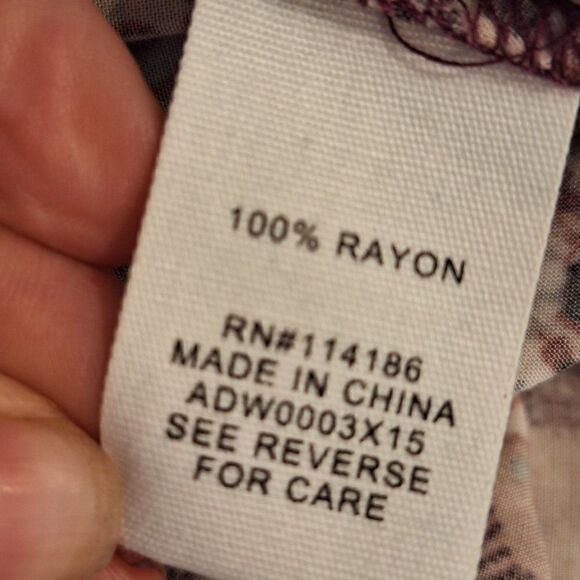 100% RAYON
RN#114186
MADE IN CHINA
ADW0003X15
SEE REVERSE
FOR CARE